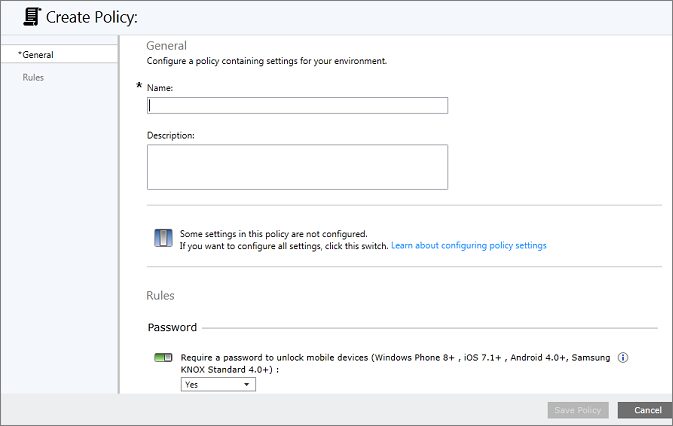 Create Policy:
*General
Rules
General
Configure a policy containing settings for your environment.
* Name:
Description:
Some settings in this policy are not configured.
If you want to configure all settings, click this switch. Learn about configuring policy settings
Rules
Password
Require a password to unlock mobile devices (Windows Phone 8+ , iOS 7.1+ , Android 4.0+, Samsung
KNOX Standard 4.0+) :
Yes
Save Policy
Cancel